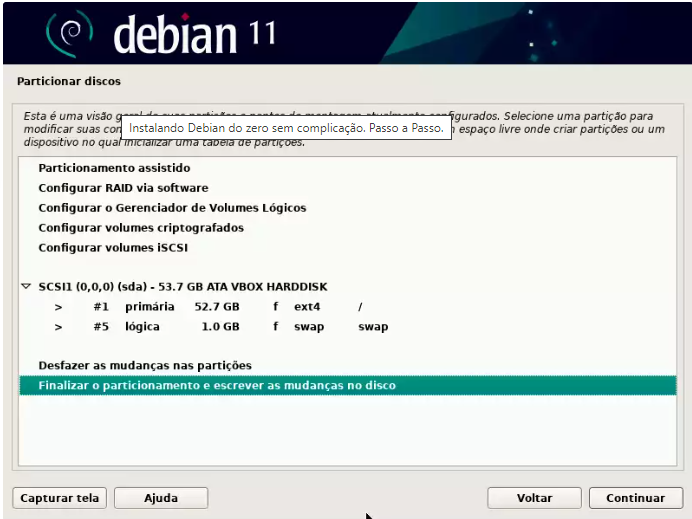 debian 11
Particionar discos
Esta é uma visão geral de suas partições e pontos de montagem atualmente configurados. Selecione uma partição para
modificar suas con
Instalando Debian do zero sem complicação. Passo a Passo.
espaço livre onde criar partições ou um
dispositivo no qual inicializar uma tabela de partições.
Particionamento assistido
Configurar RAID via software
Configurar o Gerenciador de Volumes Lógicos
Configurar volumes criptografados
Configurar volumes iSCSI
SCSI1 (0,0,0) (sda) - 53.7 GB ATA VBOX HARDDISK
> #1 primária 52.7 GB f ext4 /
> #5 lógica 1.0 GB f swap swap
Desfazer as mudanças nas partições
Finalizar o particionamento e escrever as mudanças no disco
Capturar tela Ajuda Voltar Continuar